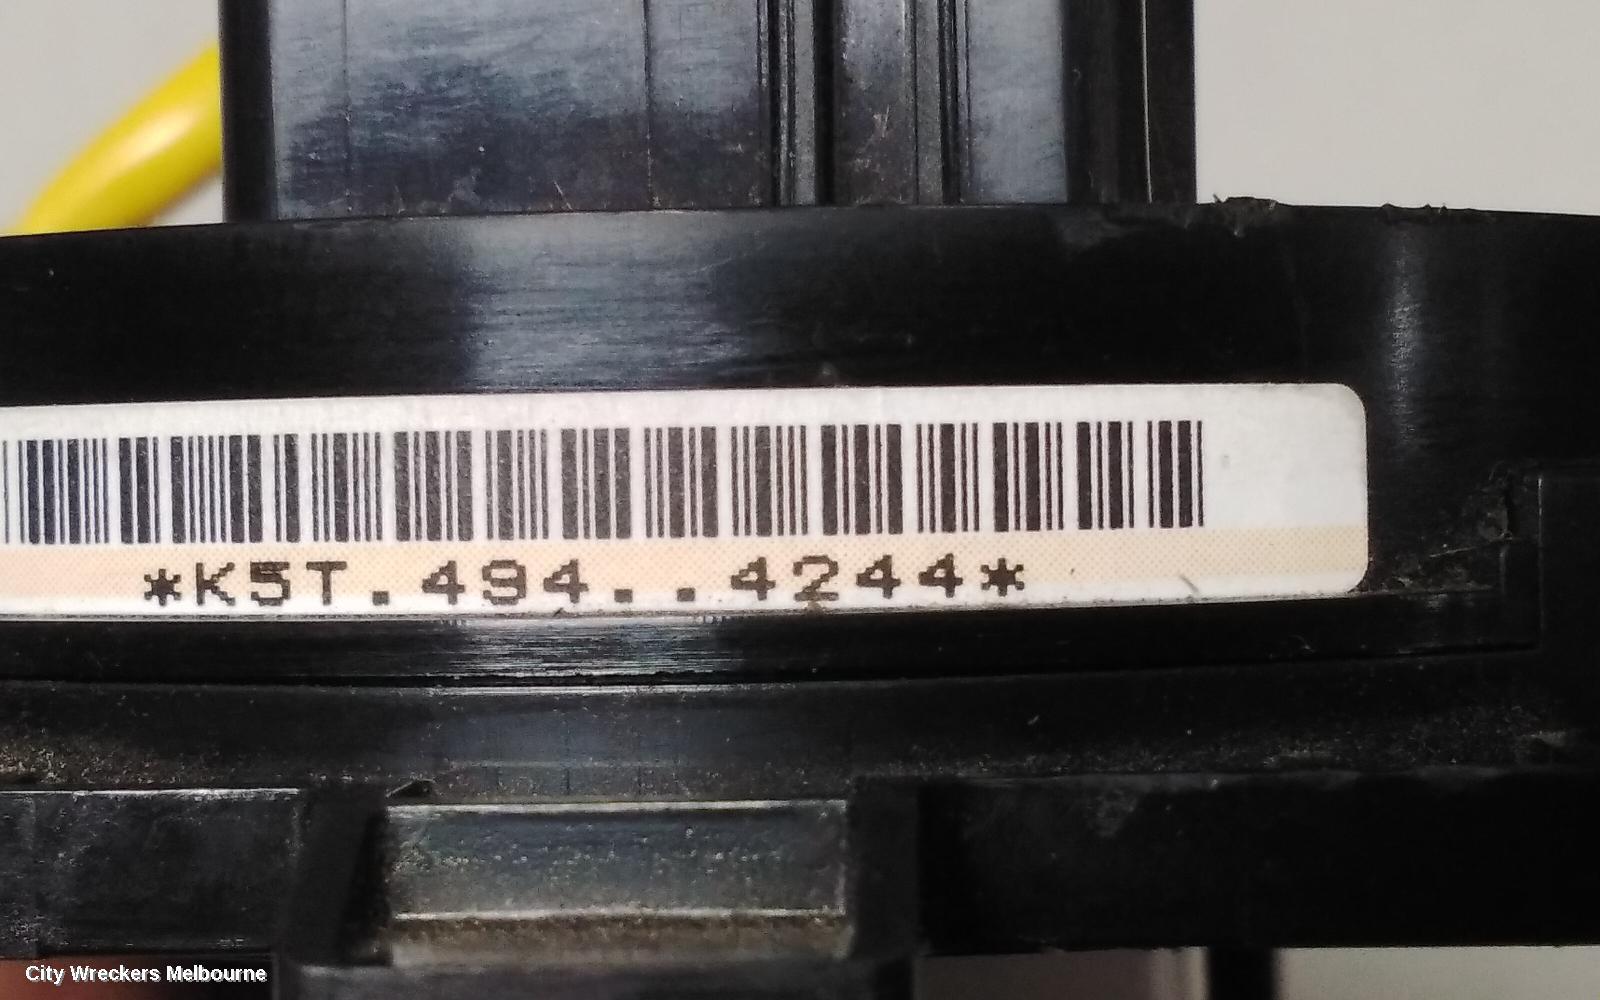 *K5T.494..4244*
City Wreckers Melbourne